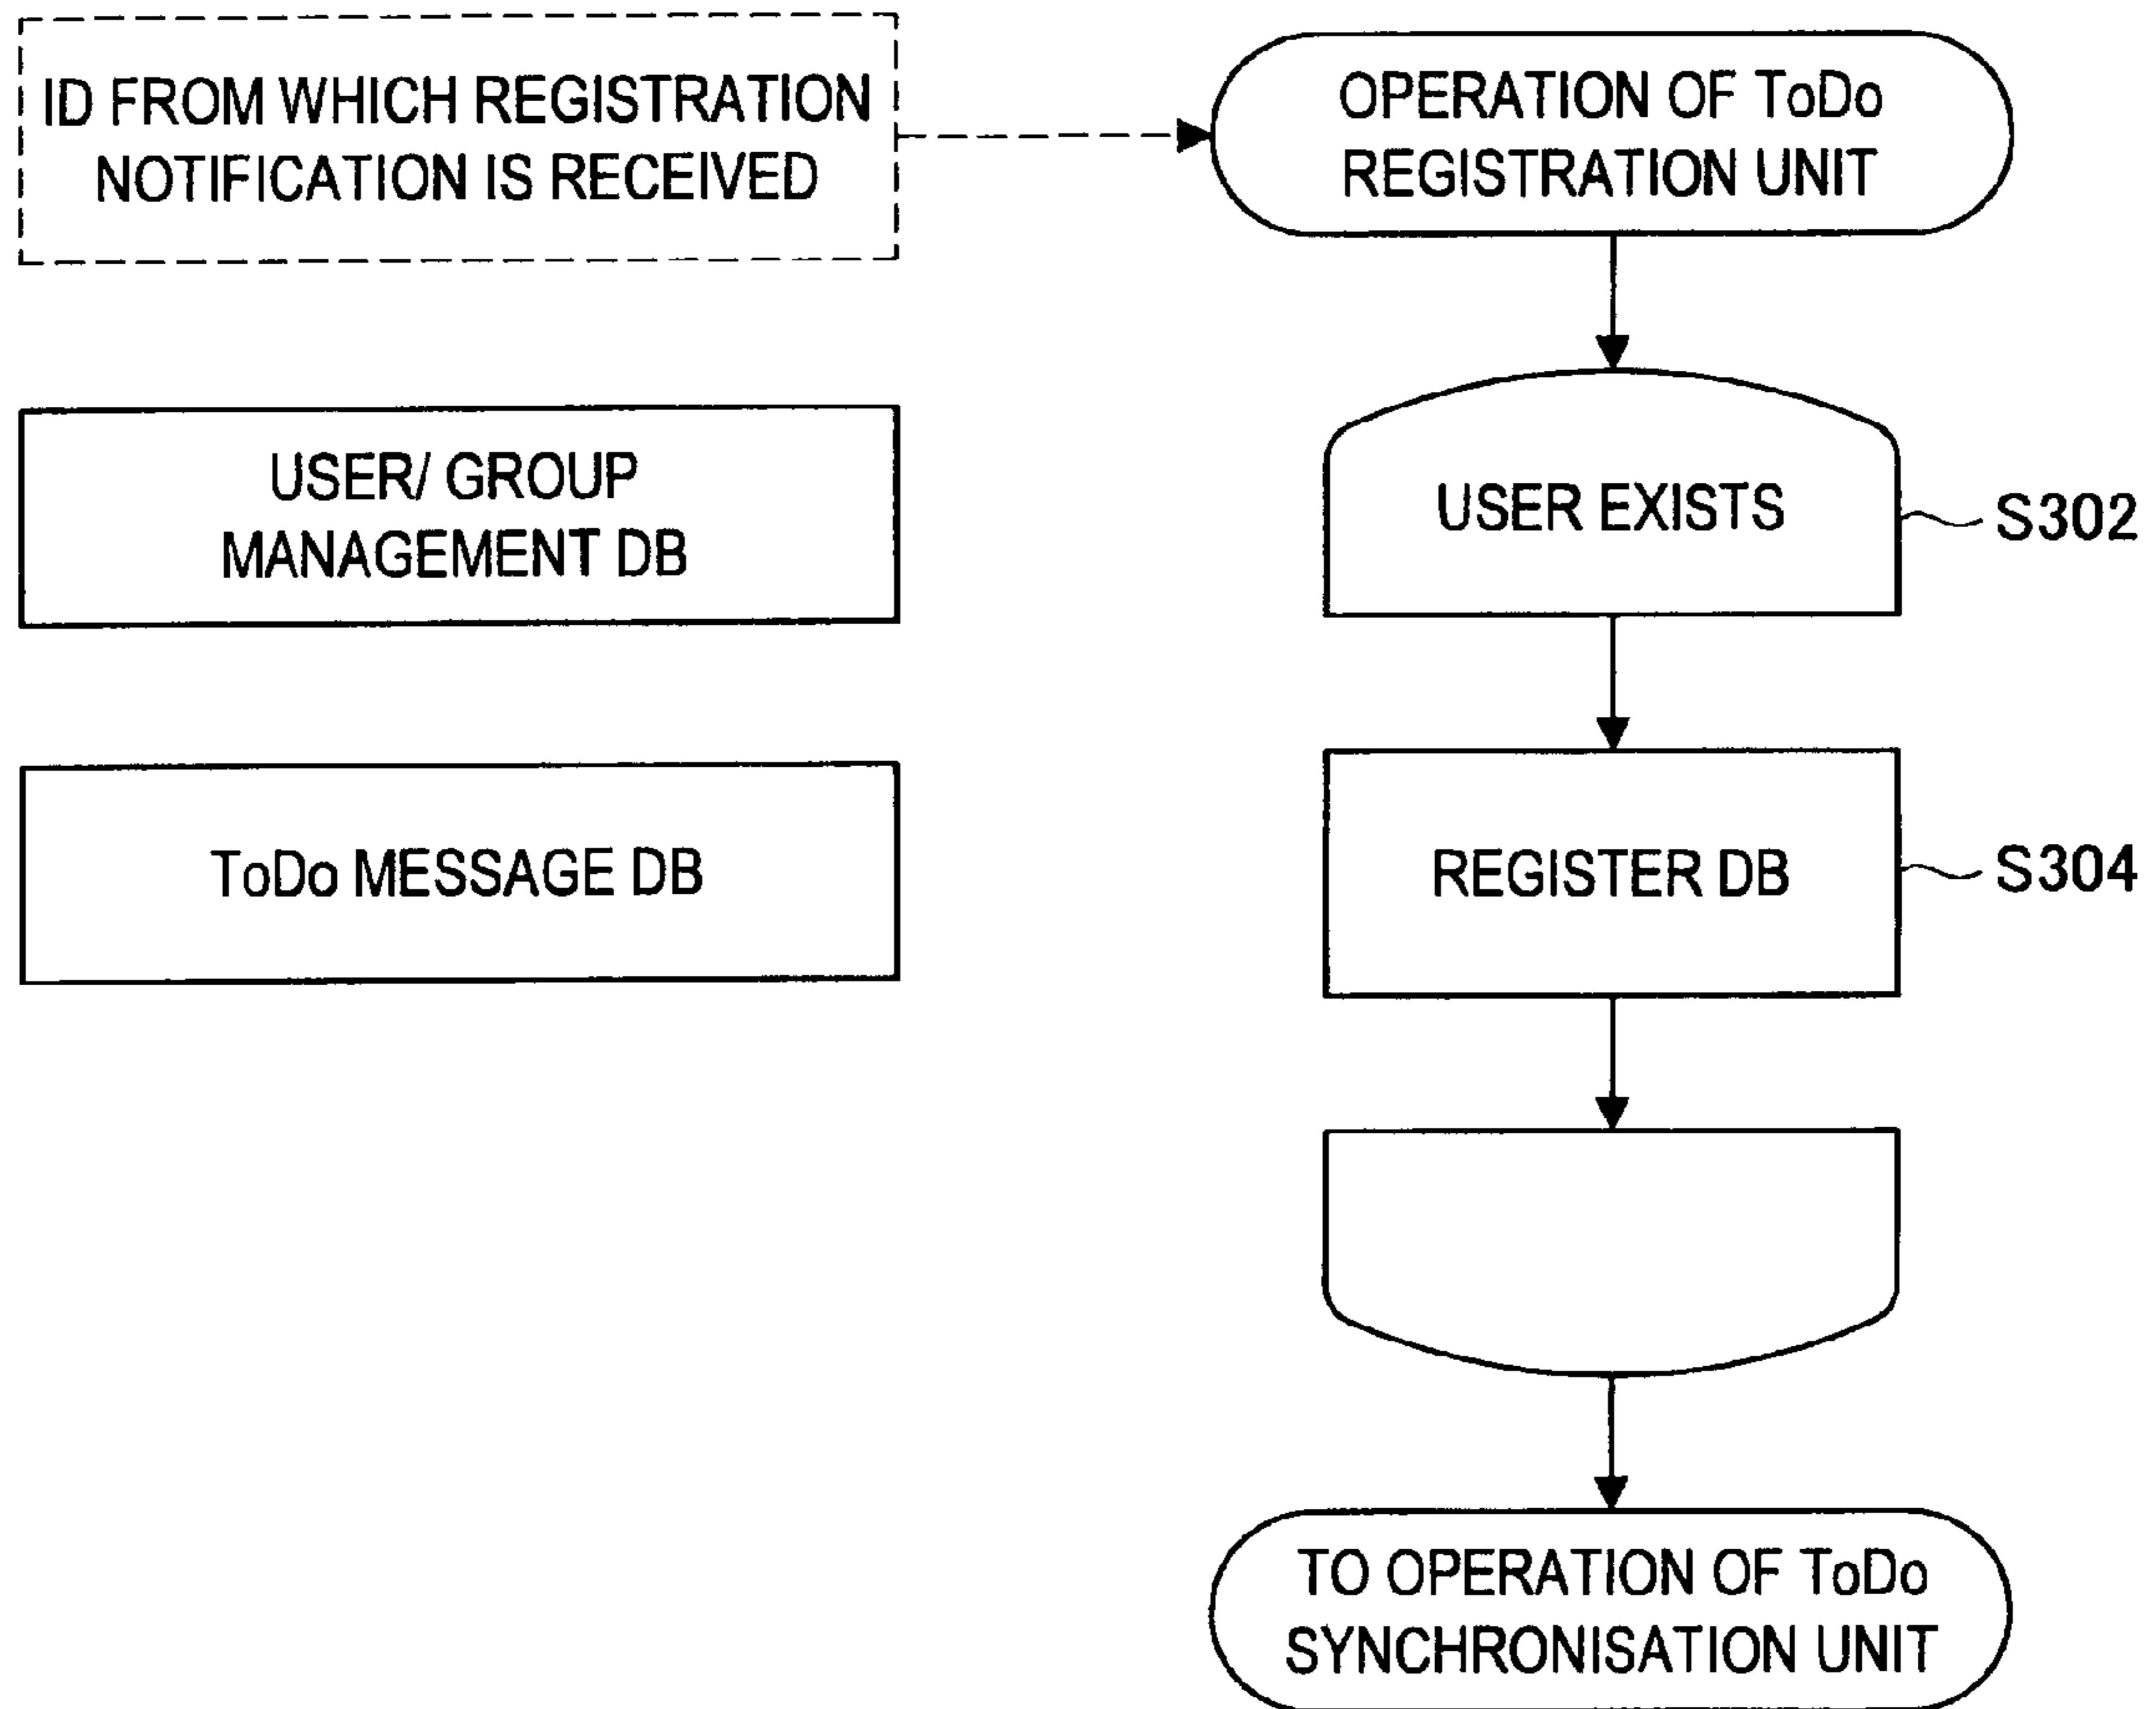 ID FROM WHICH REGISTRATION
NOTIFICATION IS RECEIVED
OPERATION OF ToDo
REGISTRATION UNIT
USER/ GROUP
MANAGEMENT DB
USER EXISTS
S302
ToDo MESSAGE DB
REGISTER DB
S304
TO OPERATION OF ToDo
SYNCHRONISATION UNIT